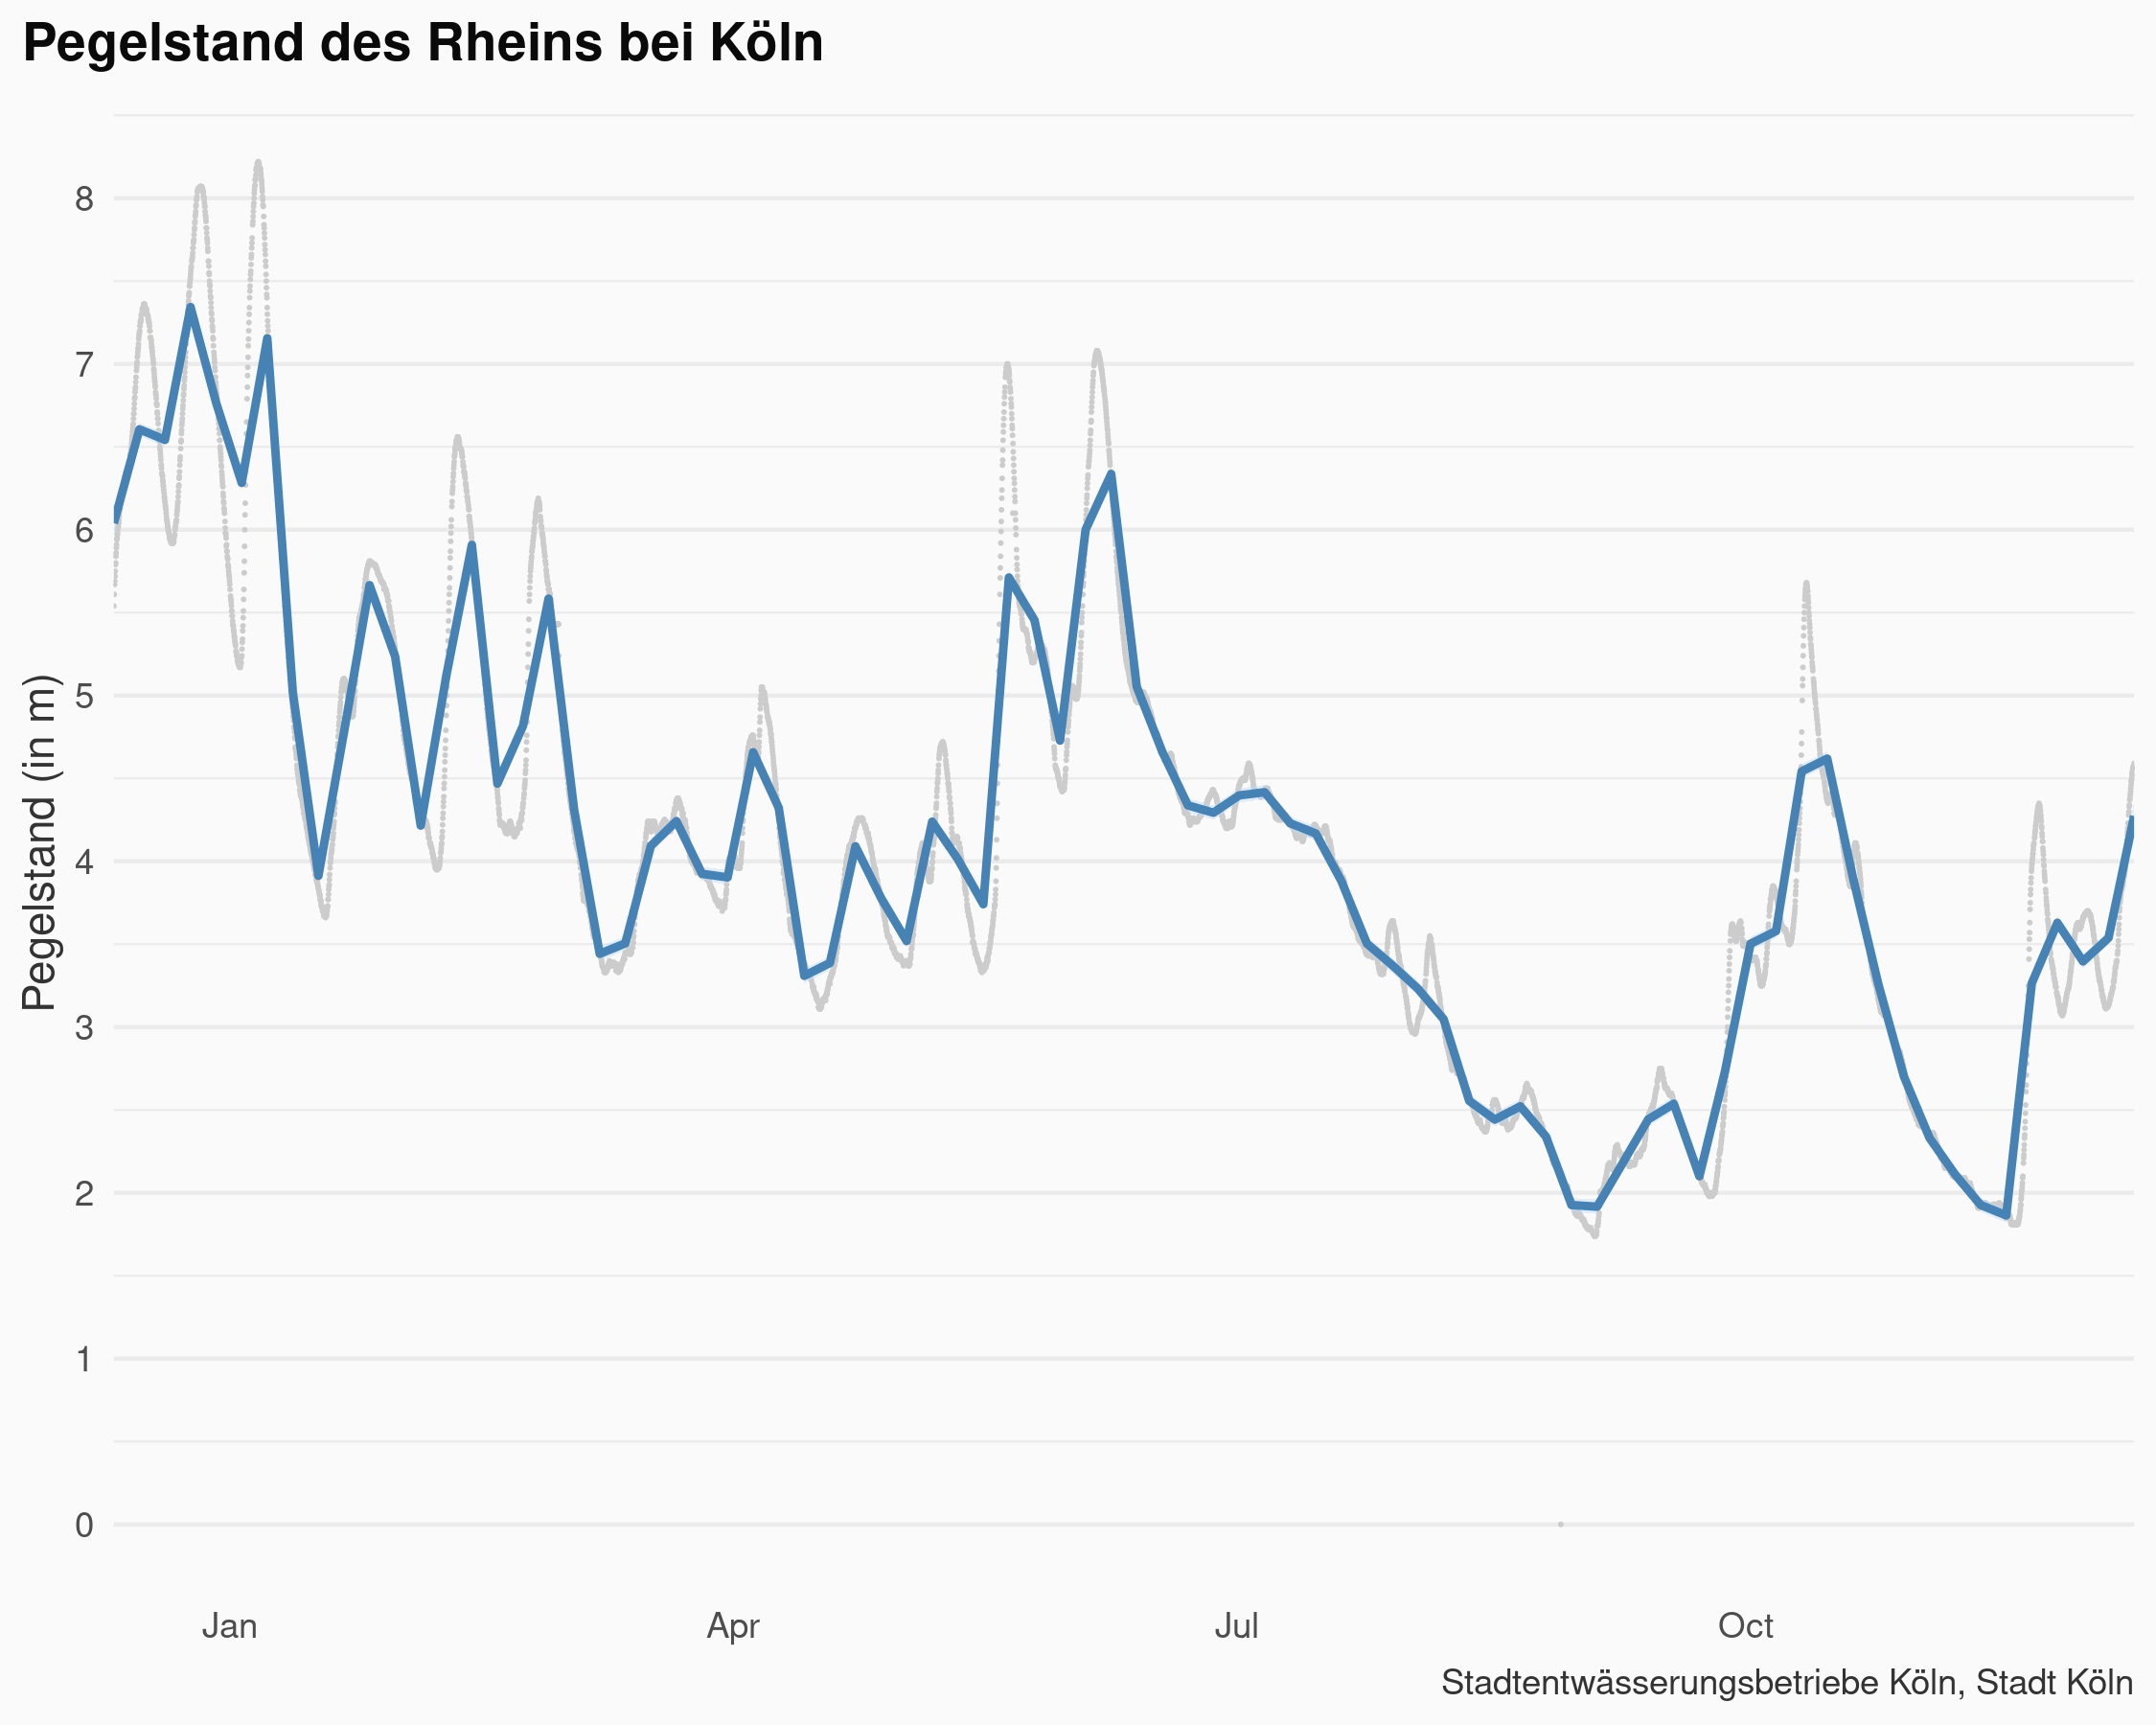 Pegelstand des Rheins bei Köln
Pegelstand (in m)
8
7
6
5
4
3
2
1
0
Jan Apr Jul Oct
Stadtentwässerungsbetriebe Köln, Stadt Köln